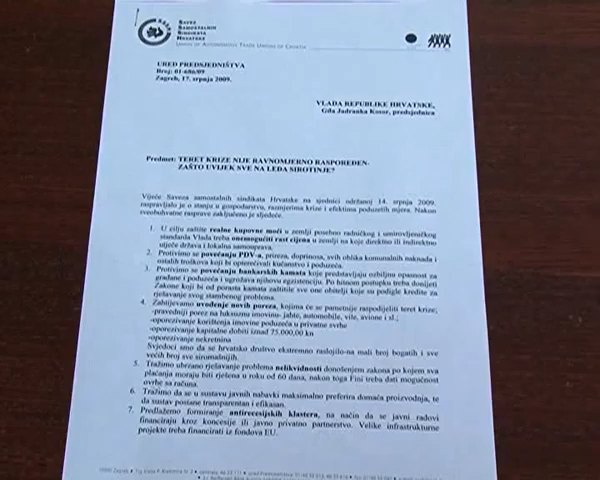 SAVEZ
SAMOSTALNIH
SINDIKATA
HRVATSKE
UNION OF AUTONOMOUS TRADE UNIONS OF CROATIA
URED PREDSJEDNIŠTVA
Broj: 01-686/09
Zagreb, 17. srpnja 2009.
VLADA REPUBLIKE HRVATSKE,
Gđa Jadranka Kosor, predsjednica
Predmet: TERET KRIZE NIJE RAVNOMJERNO RASPOREĐEN-
ZAŠTO UVIJEK SVE NA LEĐA SIROTINJE?
Vijeće Saveza samostalnih sindikata Hrvatske na sjednici održanoj 14. srpnja 2009.
raspravljalo je o stanju u gospodarstvu, razmjerima krize i efektima poduzetih mjera. Nakon
sveobuhvatne rasprave zaključeno je sljedeće.
1. U cilju zaštite realne kupovne moći u zemlji posebno radničkog i umirovljeničkog
standarda Vlada treba onemogućiti rast cijena u zemlji na koje direktno ili indirektno
utječe država i lokalna samouprava.
2. Protivimo se povećanju PDV-a, prireza, doprinosa, svih oblika komunalnih naknada i
ostalih troškova koji bi opterećivali kućanstvo i poduzeća.
3. Protivimo se povećanju bankarskih kamata koje predstavljaju ozbiljnu opasnost za
građane i poduzeća i ugrožava njihovu egzistenciju. Po hitnom postupku treba donijeti
Zakone koji bi od porasta kamata zaštitile sve one obitelji koje su podigle kredite za
rješavanje svog stambenog problema.
4. Zahtijevamo uvođenje novih poreza, kojima će se pametnije raspodijeliti teret krize,
-pravedniji porez na luksuznu imovinu- jahte, automobile, vile, avione i sl.;
-oporezivanje korištenja imovine poduzeća u privatne svrhe
-oporezivanje kapitalne dobiti iznad 75.000,00 kn
-oporezivanje nekretnina
Svjedoci smo da se hrvatsko društvo ekstremno raslojilo-na mali broj bogatih i sve
većih broj sve siromašnijih.
5. Tražimo ubrzano rješavanje problema nelikvidnosti donošenjem zakona po kojem sva
plaćanja moraju biti rješena u roku od 60 dana, nakon toga Fini treba dati mogućnost
ovrhe sa računa.
6. Tražimo da se u sustavu javnih nabavki maksimalno preferira domaća proizvodnja, te
da sustav postane transparentan i efikasan.
7. Predlažemo formiranje antirecesijskih klastera, na način da se javni radovi
financiraju kroz koncesije ili javno privatno partnerstvo. Velike infrastrukturne
projekte treba financirati iz fondova EU.